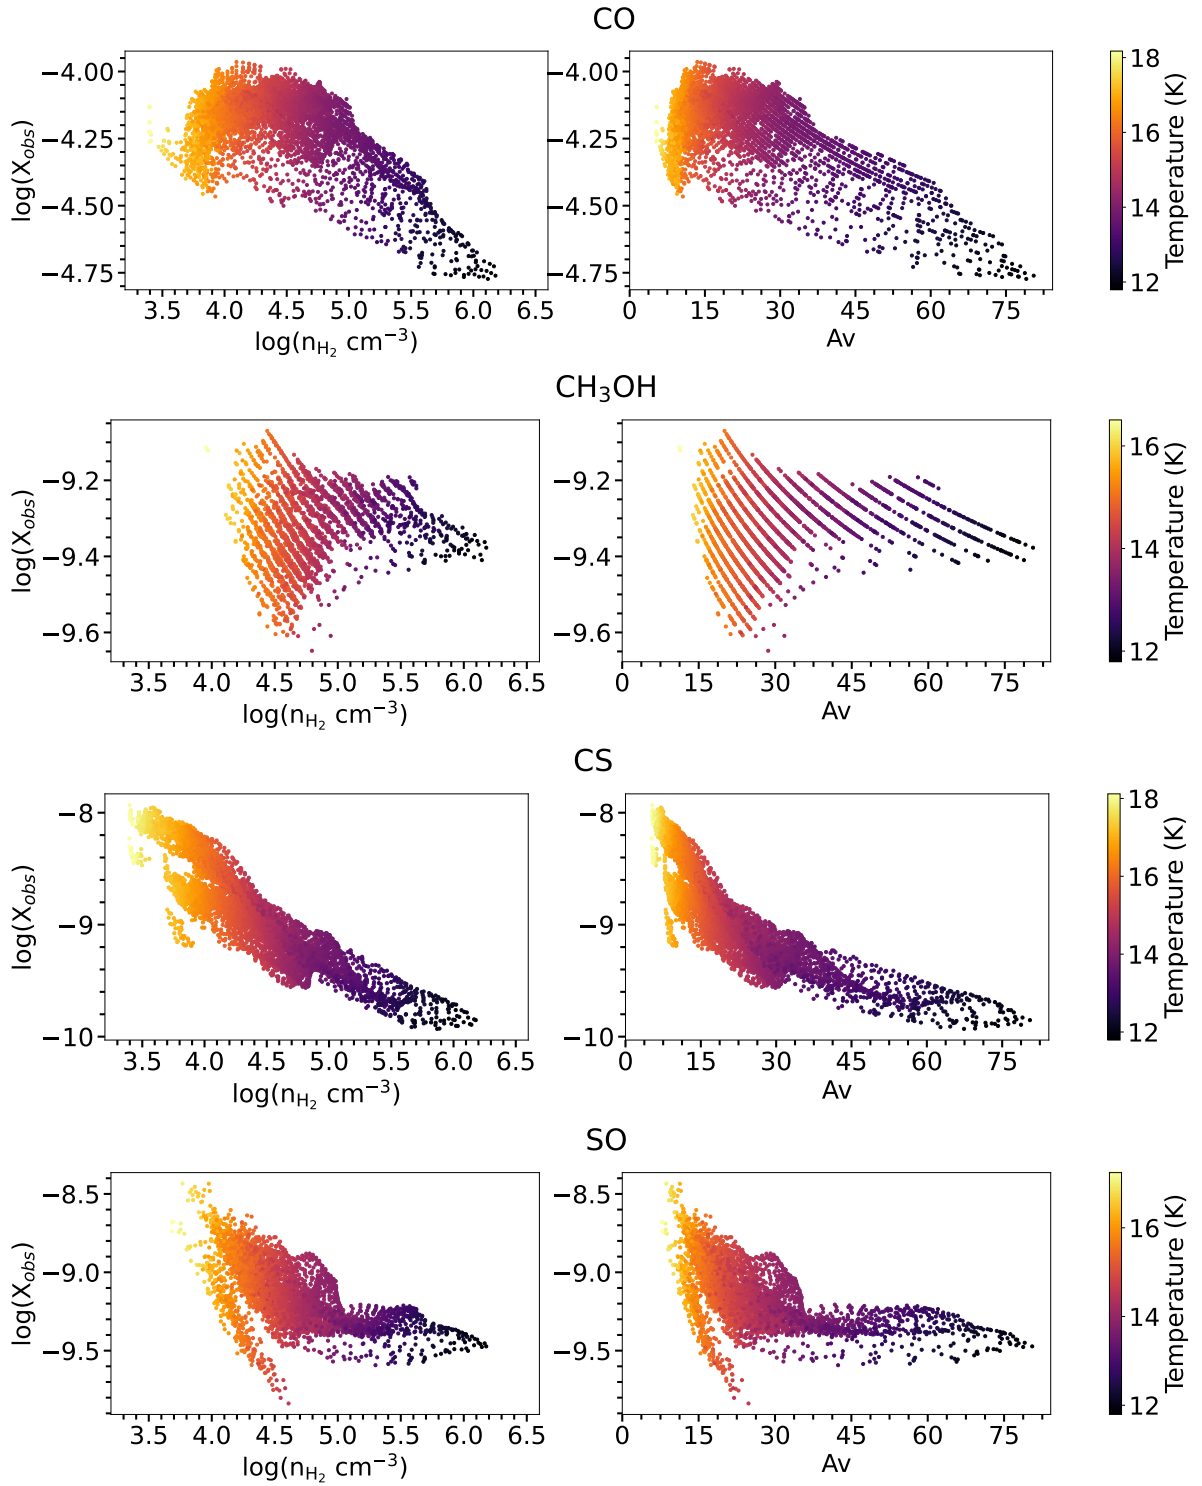 CO
−4.00
−4.25
−4.50
−4.75
log(X_obs)
3.5 4.0 4.5 5.0 5.5 6.0 6.5
log(n_H₂ cm⁻³)
−4.00
−4.25
−4.50
−4.75
0 15 30 45 60 75
Av
18
16
14
12
Temperature (K)
CH₃OH
−9.2
−9.4
−9.6
log(X_obs)
3.5 4.0 4.5 5.0 5.5 6.0 6.5
log(n_H₂ cm⁻³)
−9.2
−9.4
−9.6
0 15 30 45 60 75
Av
16
14
12
Temperature (K)
CS
−8
−9
−10
log(X_obs)
3.5 4.0 4.5 5.0 5.5 6.0 6.5
log(n_H₂ cm⁻³)
−8
−9
−10
0 15 30 45 60 75
Av
18
16
14
12
Temperature (K)
SO
−8.5
−9.0
−9.5
log(X_obs)
3.5 4.0 4.5 5.0 5.5 6.0 6.5
log(n_H₂ cm⁻³)
−8.5
−9.0
−9.5
0 15 30 45 60 75
Av
16
14
12
Temperature (K)